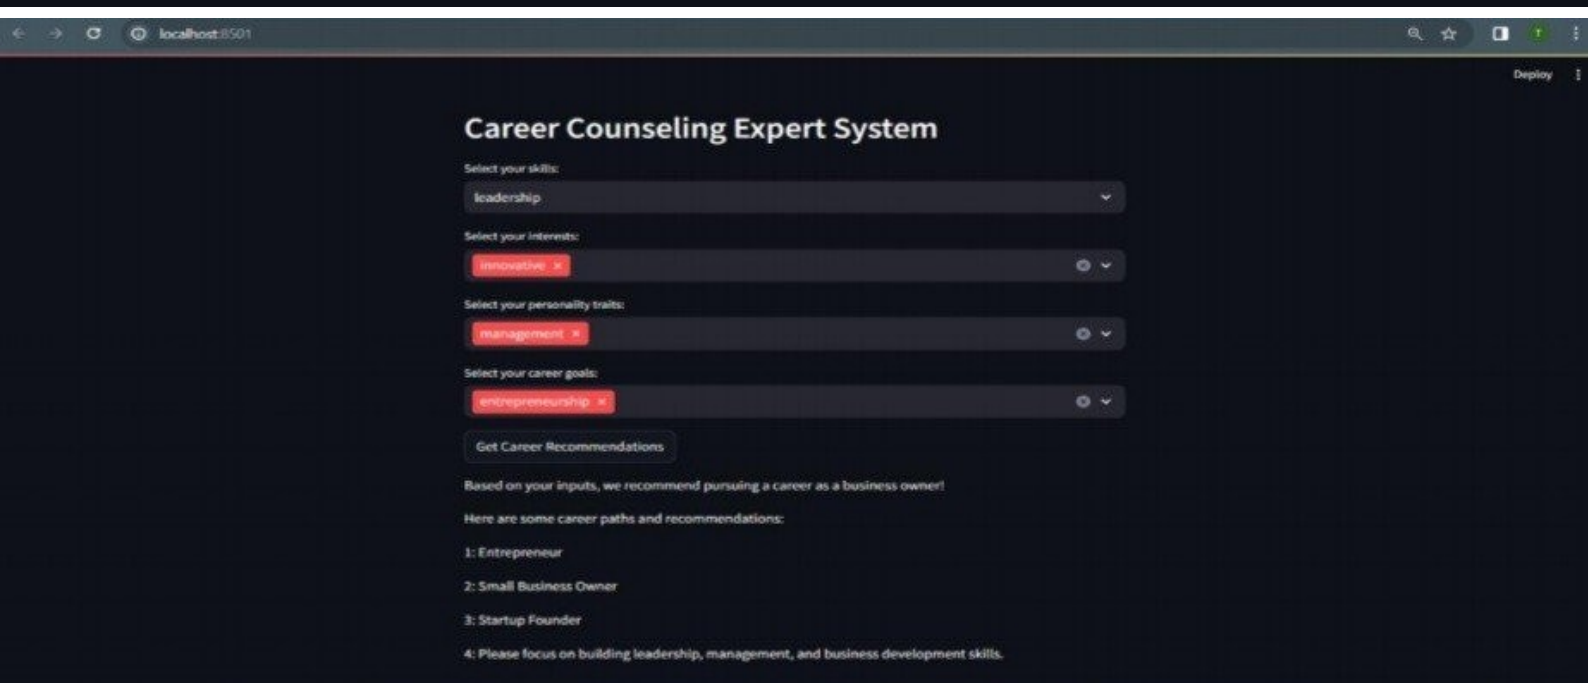 localhost:8501
Deploy
Career Counseling Expert System
Select your skills:
leadership
Select your interests:
innovative ×
Select your personality traits:
management ×
Select your career goals:
entrepreneurship ×
Get Career Recommendations
Based on your inputs, we recommend pursuing a career as a business owner!
Here are some career paths and recommendations:
1: Entrepreneur
2: Small Business Owner
3: Startup Founder
4: Please focus on building leadership, management, and business development skills.